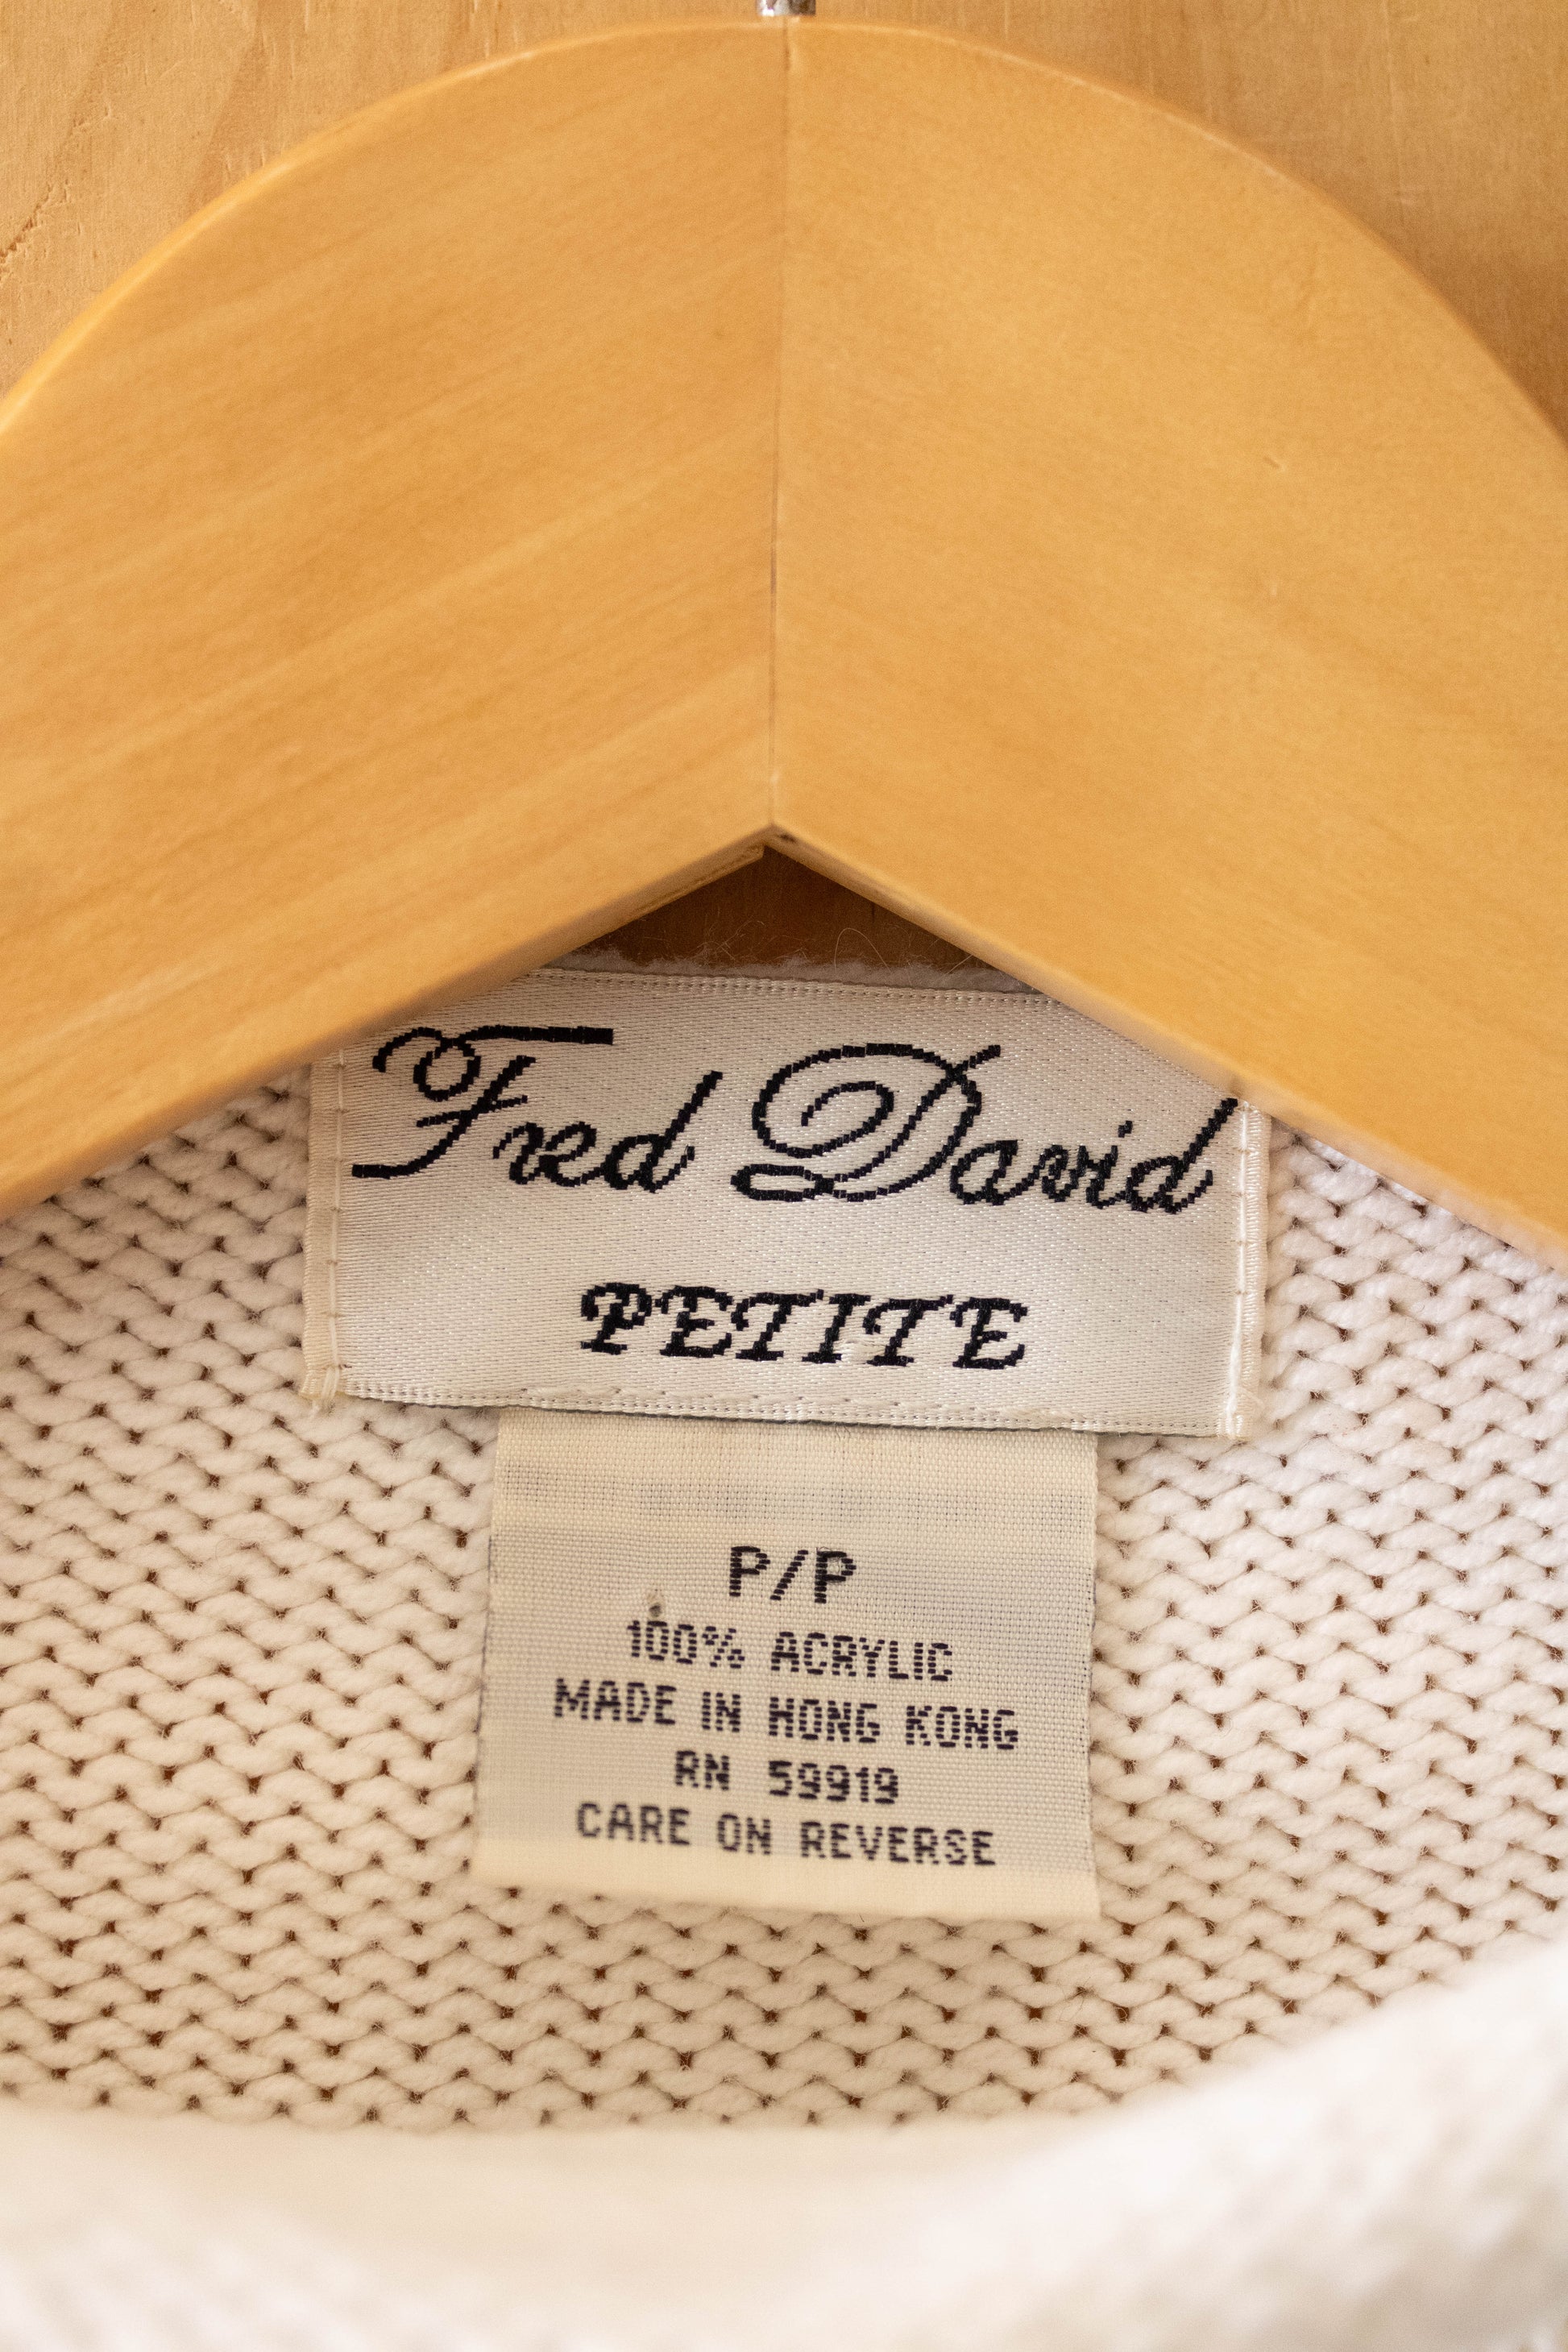 Fred David
PETITE
P/P
100% ACRYLIC
MADE IN HONG KONG
RN 59919
CARE ON REVERSE